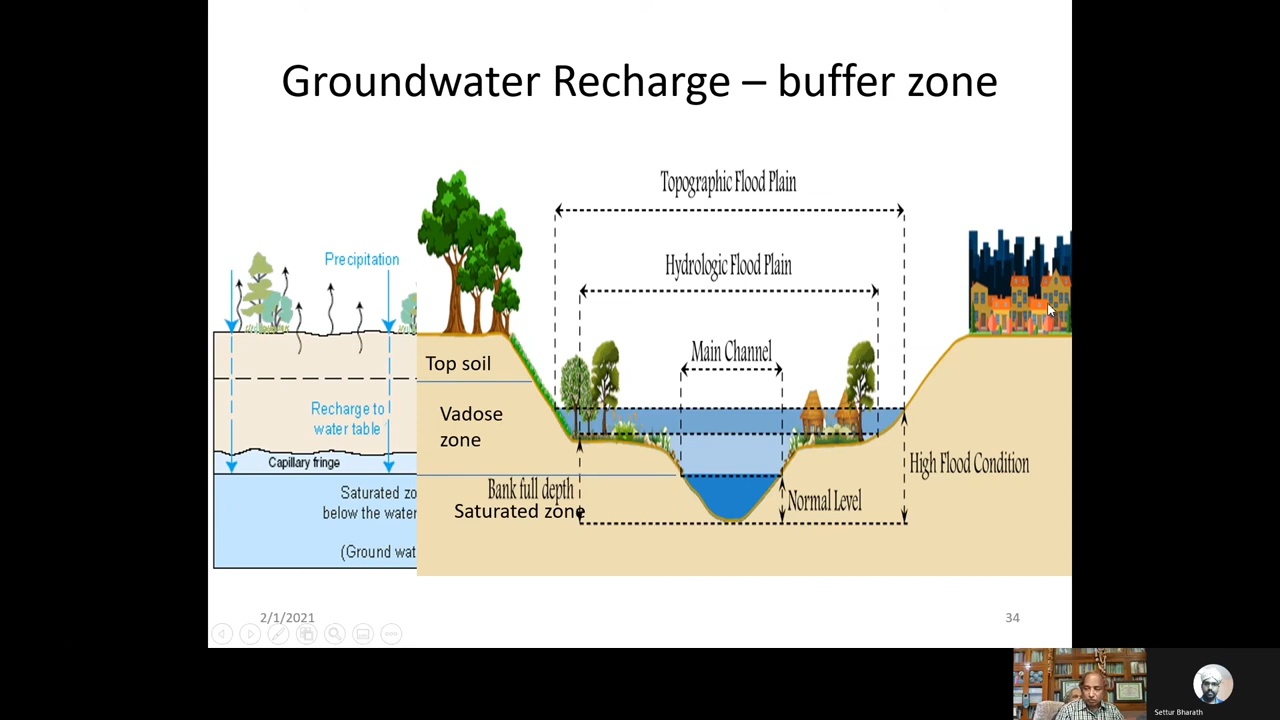 Groundwater Recharge – buffer zone
Topographic Flood Plain
Hydrologic Flood Plain
Precipitation
Main Channel
Top soil
Recharge to
water table
Vadose
zone
Capillary fringe
High Flood Condition
Bank full depth
Normal Level
Saturated zo
below the water
Saturated zone
(Ground wat
2/1/2021
34
Settur Bharath